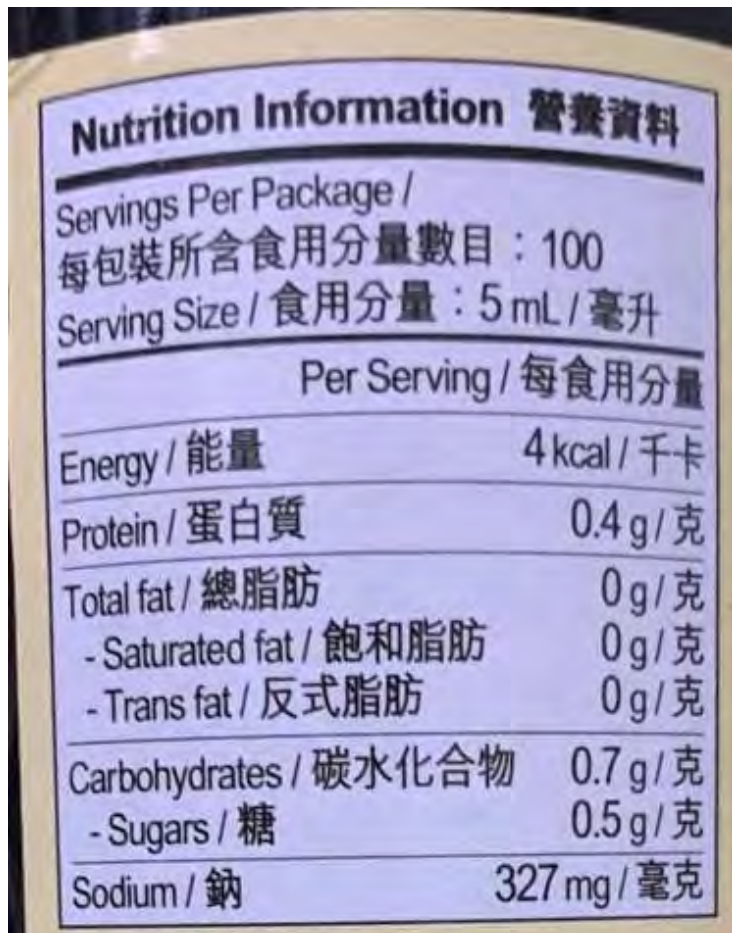 Nutrition Information 營養資料
Servings Per Package /
每包裝所含食用分量數目：100
Serving Size / 食用分量：5 mL / 毫升
Per Serving / 每食用分量
Energy / 能量 4 kcal / 千卡
Protein / 蛋白質 0.4 g / 克
Total fat / 總脂肪 0 g / 克
- Saturated fat / 飽和脂肪 0 g / 克
- Trans fat / 反式脂肪 0 g / 克
Carbohydrates / 碳水化合物 0.7 g / 克
- Sugars / 糖 0.5 g / 克
Sodium / 鈉 327 mg / 毫克